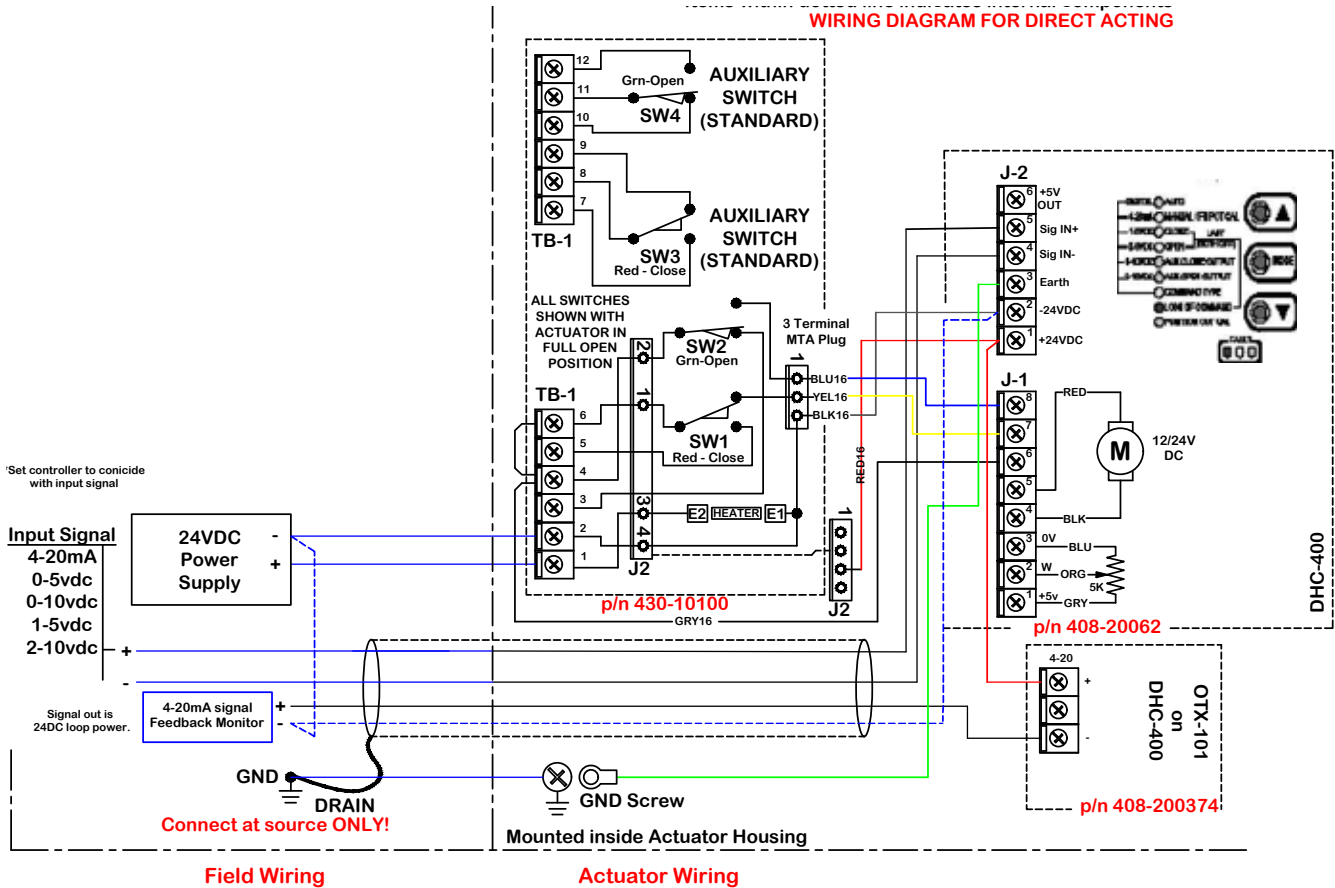 WIRING DIAGRAM FOR DIRECT ACTING
12
11
10
9
8
7
TB-1
Grn-Open
SW4
AUXILIARY
SWITCH
(STANDARD)
SW3
Red - Close
AUXILIARY
SWITCH
(STANDARD)
ALL SWITCHES
SHOWN WITH
ACTUATOR IN
FULL OPEN
POSITION
TB-1
6
5
4
3
2
1
2
1
3
4
J2
SW2
Grn-Open
SW1
Red - Close
E2
HEATER
E1
3 Terminal
MTA Plug
1
BLU16
YEL16
BLK16
RED16
1
J2
p/n 430-10100
GRY16
J-2
6
+5V
OUT
5
Sig IN+
4
Sig IN-
3
Earth
2
-24VDC
1
+24VDC
J-1
8
7
6
5
4
3
0V
2
W
1
+5v
RED
BLK
BLU
ORG
GRY
5K
M
12/24V
DC
DHC-400
p/n 408-20062
4-20
+
-
OTX-101
on
DHC-400
p/n 408-200374
*Set controller to conicide
with input signal
Input Signal
4-20mA
0-5vdc
0-10vdc
1-5vdc
2-10vdc
+
-
24VDC
Power
Supply
-
+
Signal out is
24DC loop power.
4-20mA signal
Feedback Monitor
+
-
GND
DRAIN
Connect at source ONLY!
GND Screw
Mounted inside Actuator Housing
Field Wiring
Actuator Wiring